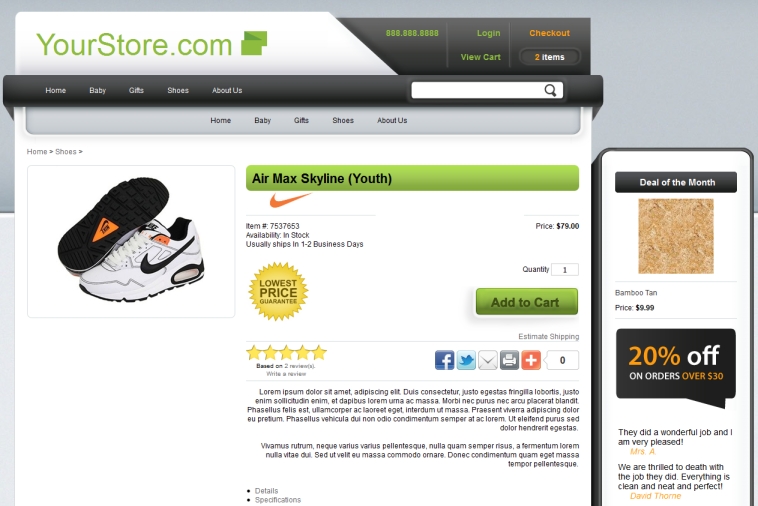 YourStore.com
888.888.8888
Login
Checkout
View Cart
2 items
Home Baby Gifts Shoes About Us
Home Baby Gifts Shoes About Us
Home > Shoes >
Air Max Skyline (Youth)
Item #: 7537653
Availability: In Stock
Usually ships In 1-2 Business Days
Price: $79.00
Quantity 1
LOWEST
PRICE
GUARANTEE
Add to Cart
Estimate Shipping
Based on 2 review(s).
Write a review
0
Lorem ipsum dolor sit amet, adipiscing elit. Duis consectetur, justo egestas fringilla lobortis, justo
enim sollicitudin enim, et dapibus lorem urna ac massa. Morbi nec purus nec arcu placerat blandit.
Phasellus felis est, ullamcorper ac laoreet eget, interdum ut massa. Praesent viverra adipiscing dolor
eu pretium. Phasellus vehicula dui non odio condimentum semper at ac lorem. Ut eleifend purus sed
dolor hendrerit egestas.
Vivamus rutrum, neque varius varius pellentesque, nulla quam semper risus, a fermentum lorem
nulla vitae dui. Sed ut velit eu massa commodo ornare. Donec condimentum quam eget massa
tempor pellentesque.
Details
Specifications
Deal of the Month
Bamboo Tan
Price: $9.99
20% off
ON ORDERS OVER $30
They did a wonderful job and I
am very pleased!
Mrs. A.
We are thrilled to death with
the job they did. Everything is
clean and neat and perfect!
David Thorne